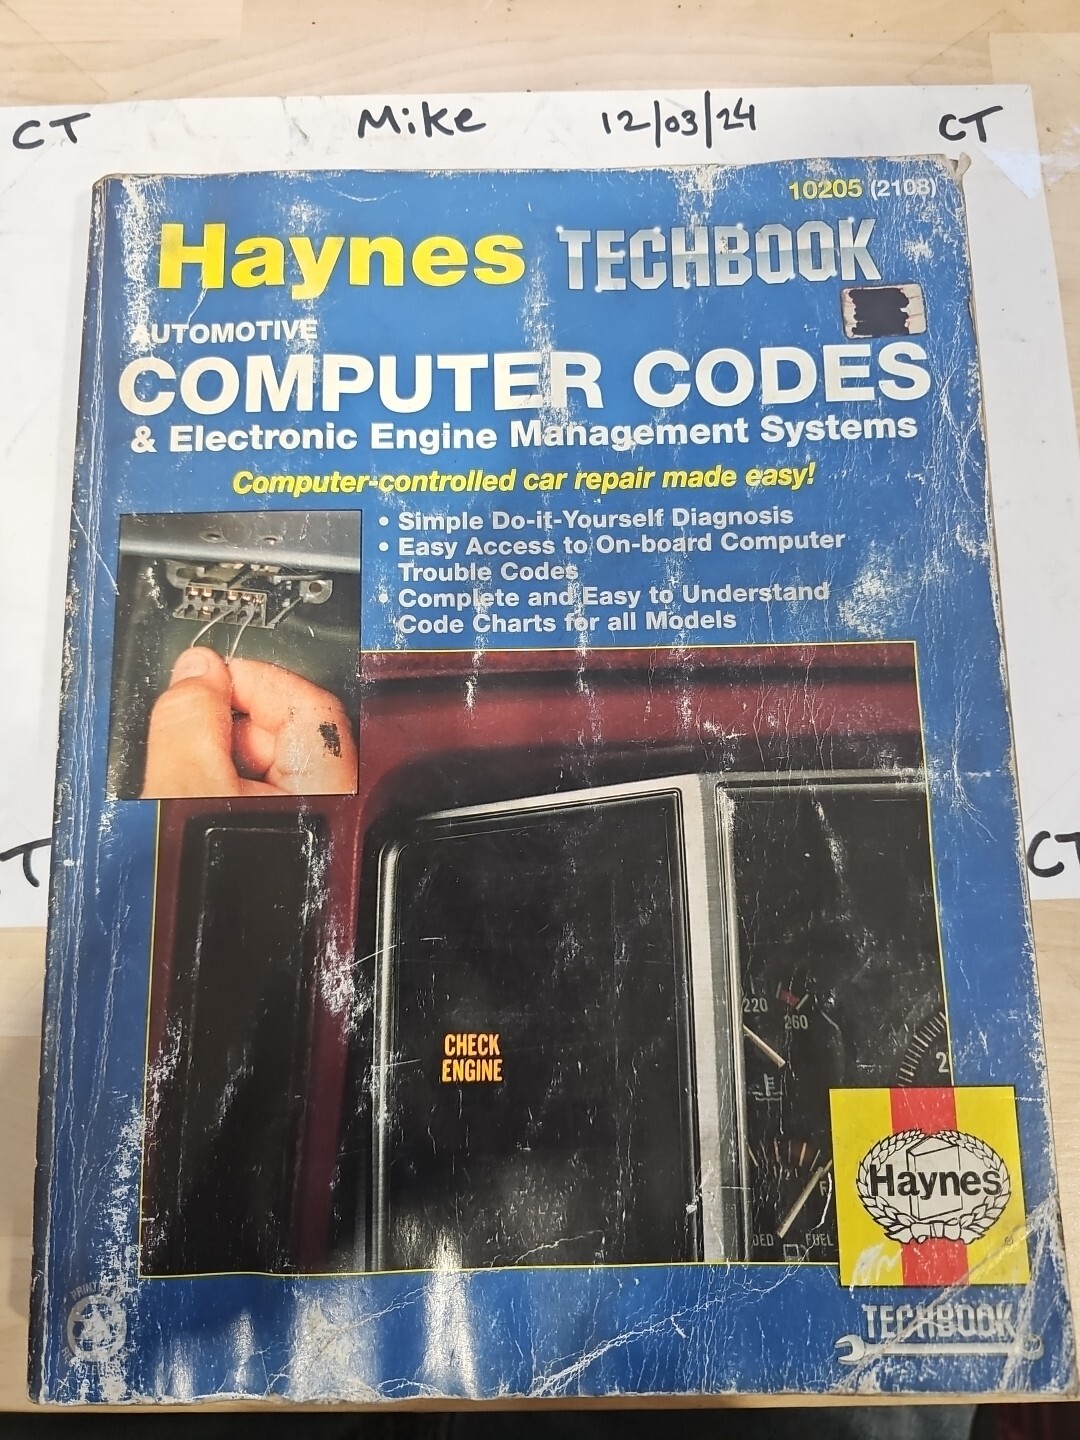 CT Mike 12/03/24 CT
10205 (2108)
Haynes TECHBOOK
AUTOMOTIVE
COMPUTER CODES
& Electronic Engine Management Systems
Computer-controlled car repair made easy!
• Simple Do-it-Yourself Diagnosis
• Easy Access to On-board Computer
Trouble Codes
• Complete and Easy to Understand
Code Charts for all Models
CT
220
260
2
CHECK
ENGINE
Haynes
®
FUEL
TECHBOOK